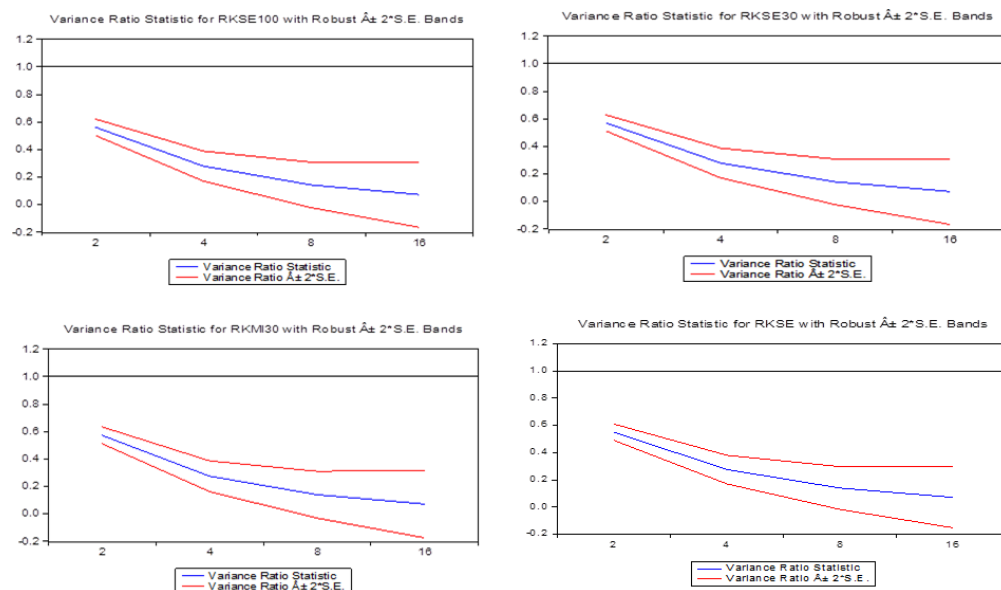 Variance Ratio Statistic for RKSE100 with Robust Â± 2*S.E. Bands
1.2
1.0
0.8
0.6
0.4
0.2
0.0
-0.2
2 4 8 16
Variance Ratio Statistic
Variance Ratio Â± 2*S.E.
Variance Ratio Statistic for RKSE30 with Robust Â± 2*S.E. Bands
1.2
1.0
0.8
0.6
0.4
0.2
0.0
-0.2
2 4 8 16
Variance Ratio Statistic
Variance Ratio Â± 2*S.E.
Variance Ratio Statistic for RKMI30 with Robust Â± 2*S.E. Bands
1.2
1.0
0.8
0.6
0.4
0.2
0.0
-0.2
2 4 8 16
Variance Ratio Statistic
Variance Ratio Â± 2*S.E.
Variance Ratio Statistic for RKSE with Robust Â± 2*S.E. Bands
1.2
1.0
0.8
0.6
0.4
0.2
0.0
-0.2
2 4 8 16
Variance Ratio Statistic
Variance Ratio Â± 2*S.E.